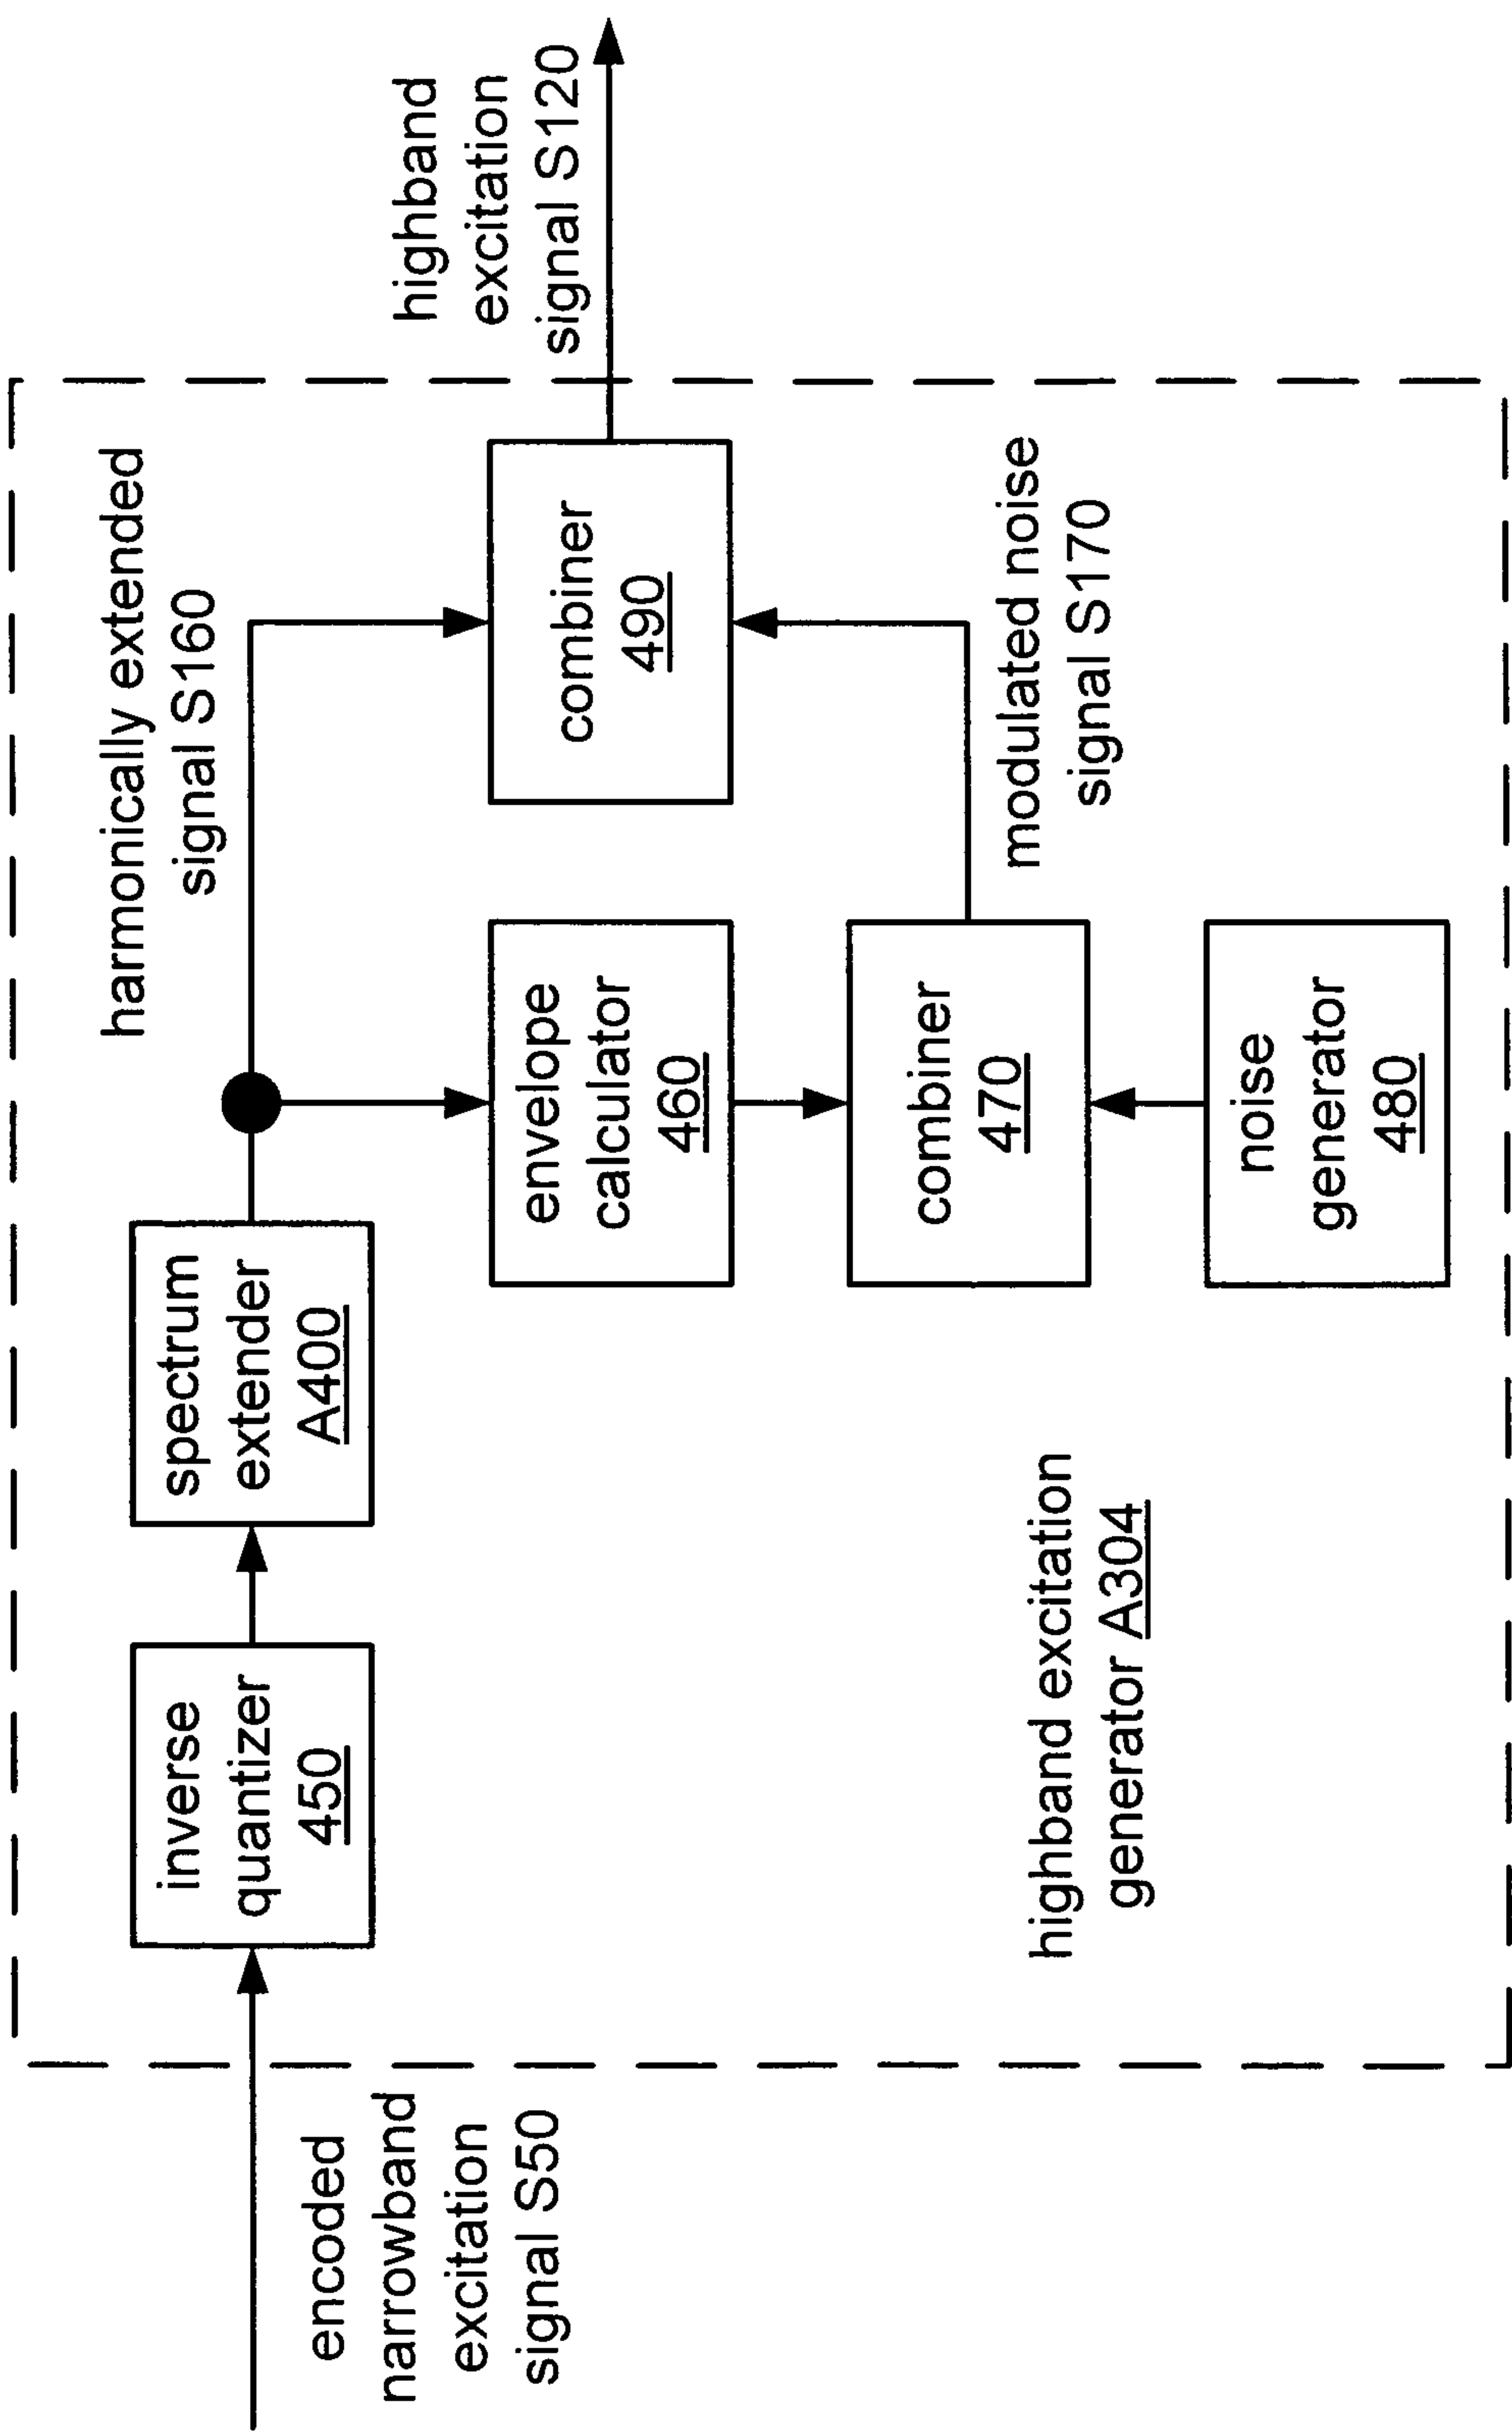 encoded
narrowband
excitation
signal S50
inverse
quantizer
450
spectrum
extender
A400
harmonically extended
signal S160
envelope
calculator
460
combiner
470
noise
generator
480
combiner
490
modulated noise
signal S170
highband excitation
generator A304
highband
excitation
signal S120